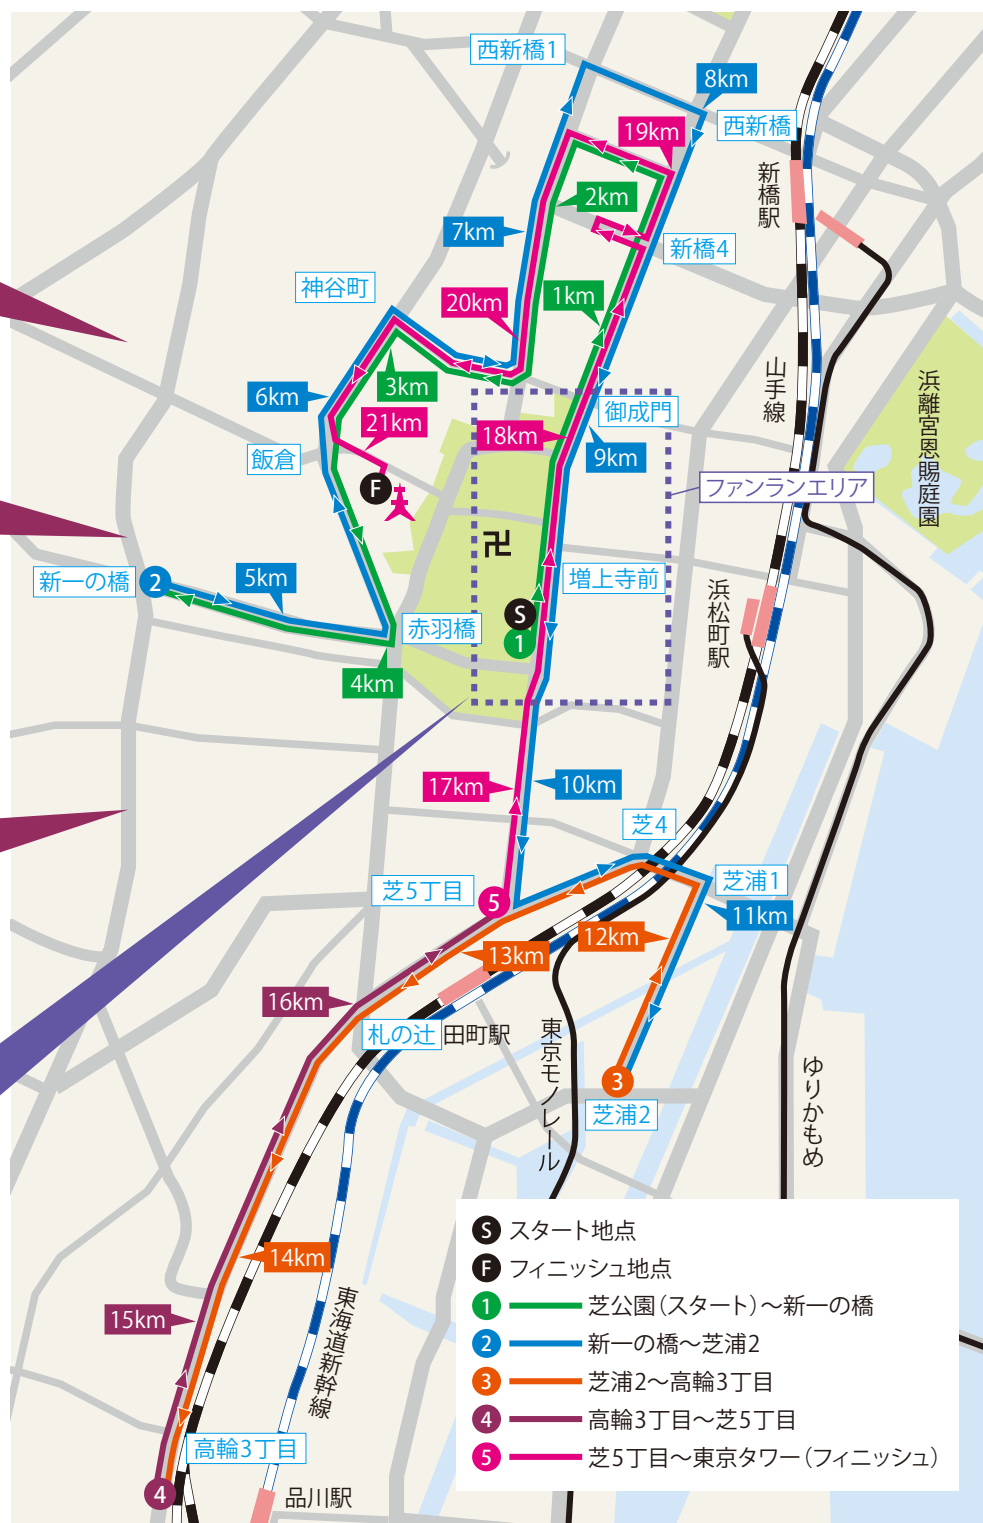 西新橋1
8km
西新橋
19km
新橋駅
2km
7km
新橋4
神谷町
20km
1km
山手線
浜離宮恩賜庭園
3km
6km
御成門
21km
18km
9km
飯倉
ファンランエリア
F
卍
新一の橋
2
5km
増上寺前
浜松町駅
S
1
赤羽橋
4km
17km
10km
芝4
芝5丁目
5
芝浦1
11km
12km
13km
16km
札の辻
田町駅
東京モノレール
3
芝浦2
ゆりかもめ
14km
15km
東海道新幹線
高輪3丁目
4
品川駅
S スタート地点
F フィニッシュ地点
1 芝公園(スタート)〜新一の橋
2 新一の橋〜芝浦2
3 芝浦2〜高輪3丁目
4 高輪3丁目〜芝5丁目
5 芝5丁目〜東京タワー(フィニッシュ)